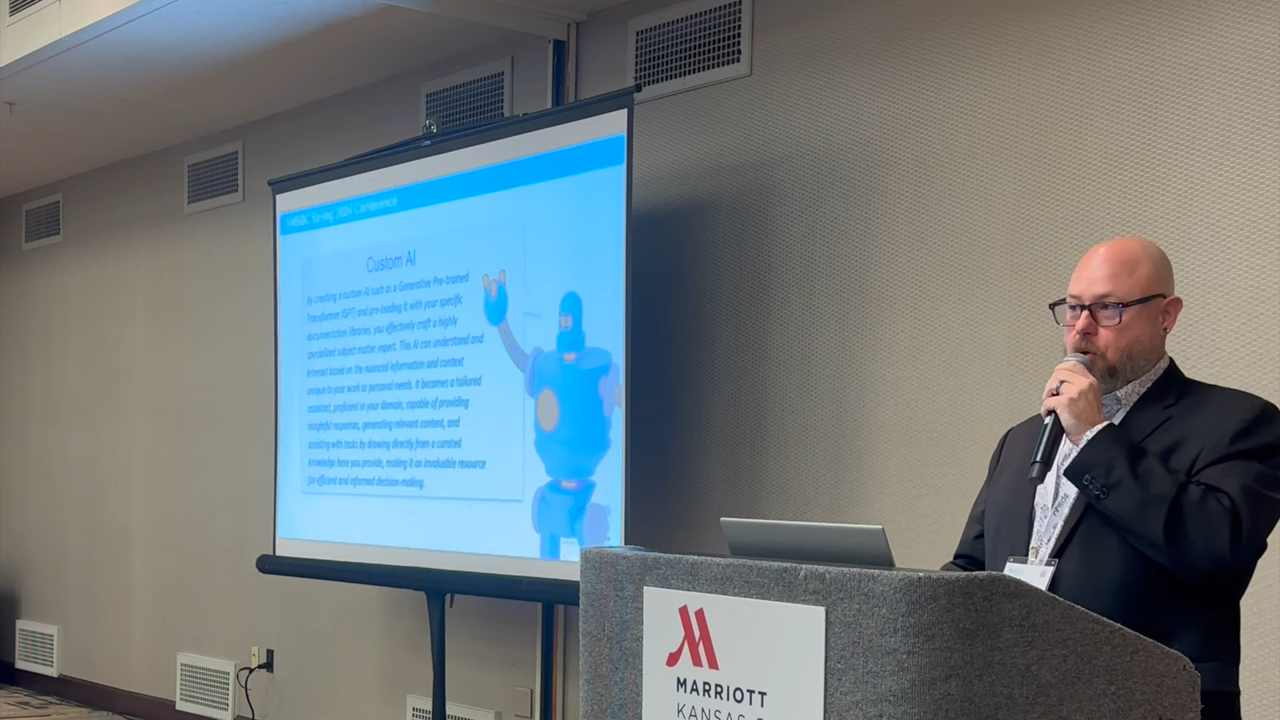 Spring 2024 Conference
Custom AI
By creating a custom AI such as a Generative Pre-trained
Transformer (GPT) and pre-loading it with your specific
documentation libraries, you effectively craft a highly
specialized subject matter expert. This AI can understand and
interact based on the nuanced information and context
unique to your work or personal needs. It becomes a tailored
assistant, proficient in your domain, capable of providing
insightful responses, generating relevant content, and
assisting with tasks by drawing directly from a curated
knowledge base you provide, making it an invaluable resource
for efficient and informed decision-making.
MARRIOTT
KANSAS